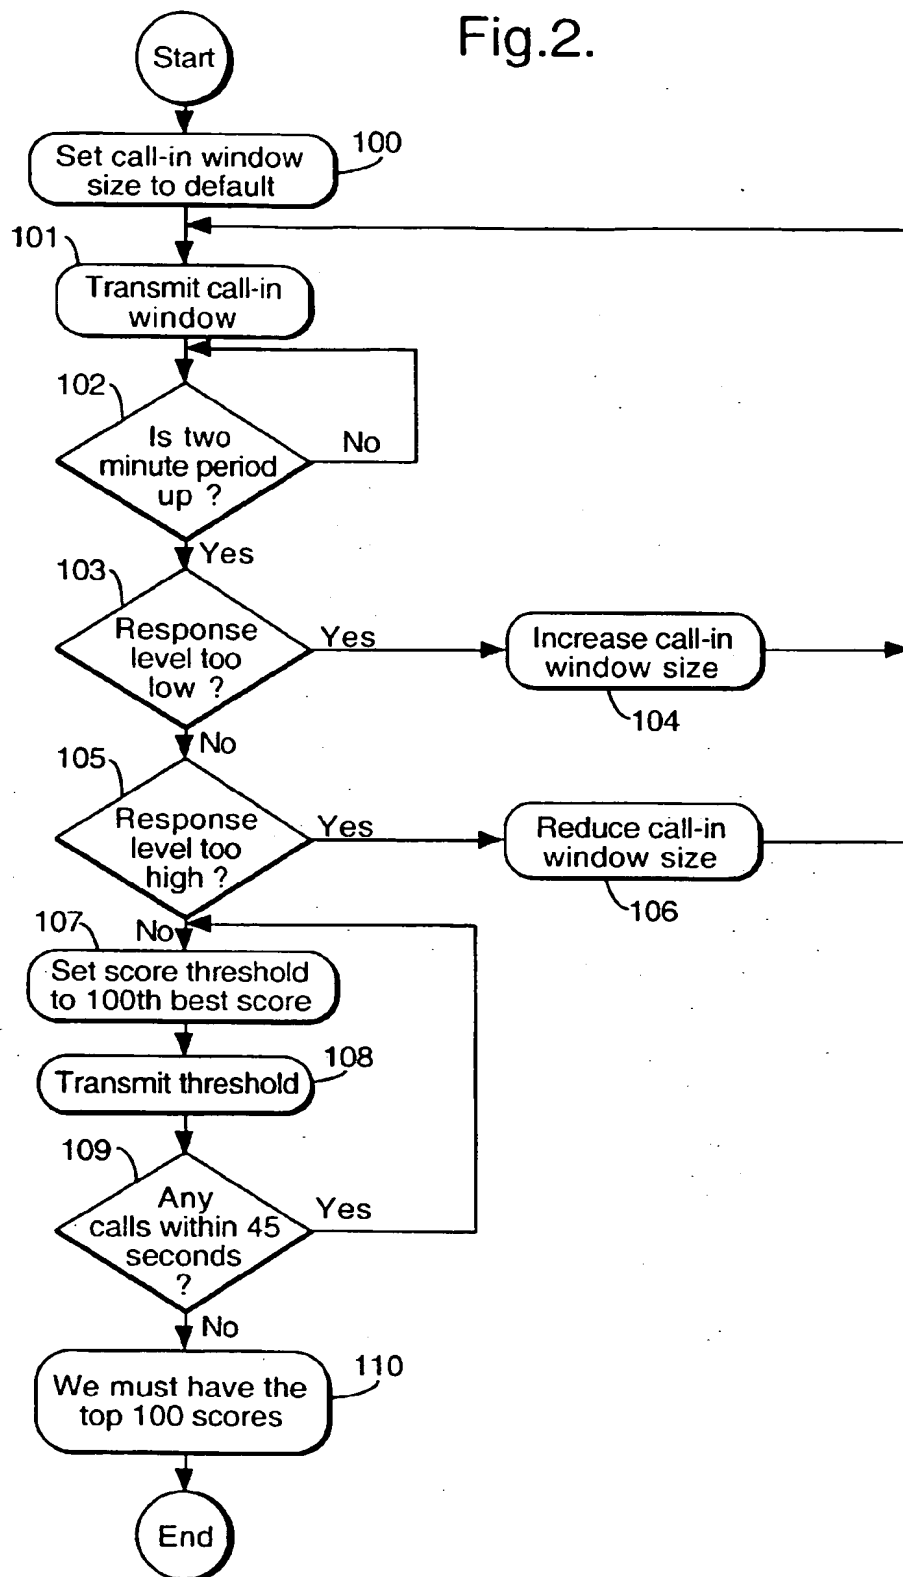 Fig.2.
Start
Set call-in window
size to default
100
101
Transmit call-in
window
102
Is two
minute period
up ?
No
Yes
103
Response
level too
low ?
Yes
Increase call-in
window size
104
No
105
Response
level too
high ?
Yes
Reduce call-in
window size
106
No
107
Set score threshold
to 100th best score
108
Transmit threshold
109
Any
calls within 45
seconds
?
Yes
No
We must have the
top 100 scores
110
End